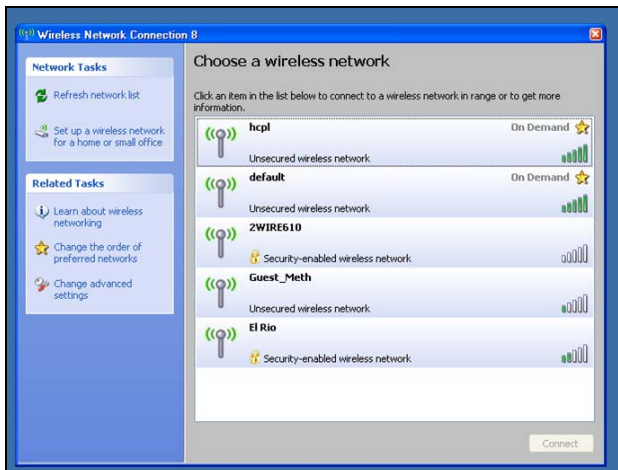 Wireless Network Connection 8
Network Tasks
Refresh network list
Set up a wireless network
for a home or small office
Related Tasks
Learn about wireless
networking
Change the order of
preferred networks
Change advanced
settings
Choose a wireless network
Click an item in the list below to connect to a wireless network in range or to get more
information.
hcpl
On Demand
Unsecured wireless network
default
On Demand
Unsecured wireless network
2WIRE610
Security-enabled wireless network
Guest_Meth
Unsecured wireless network
El Rio
Security-enabled wireless network
Connect